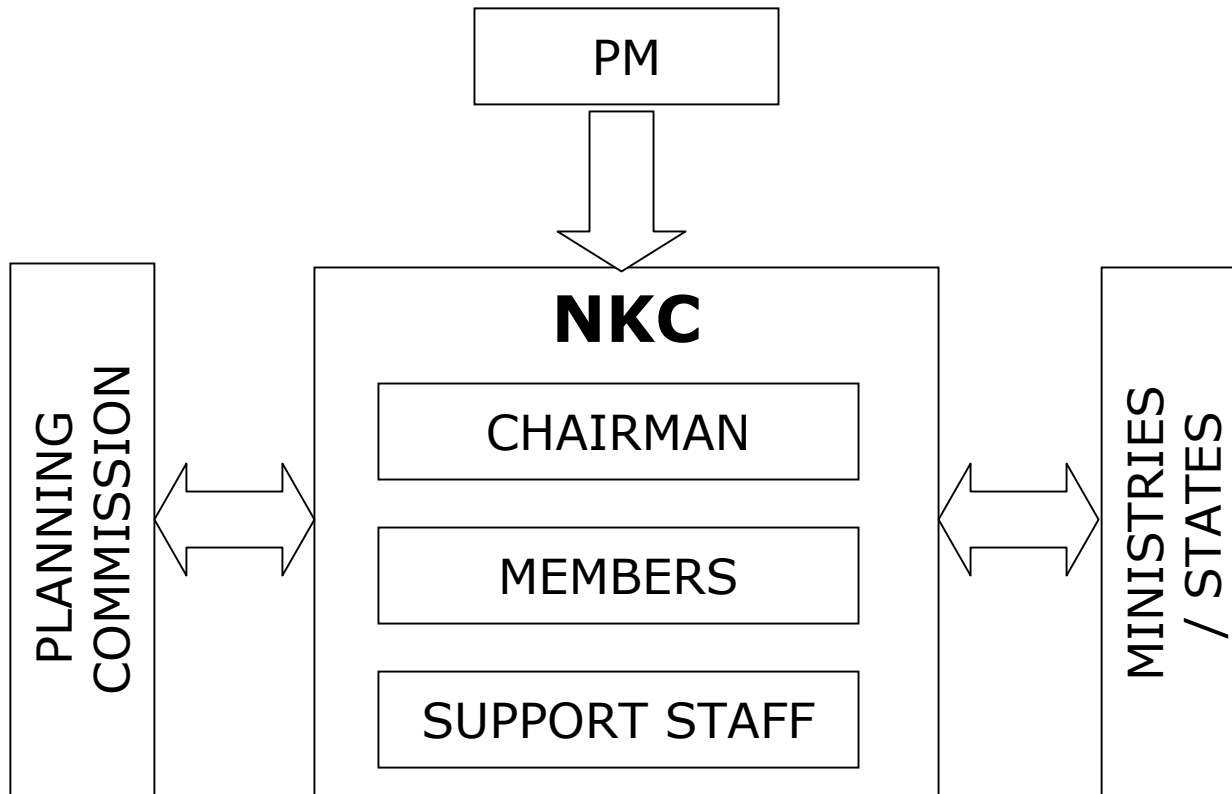 PM
NKC
CHAIRMAN
MEMBERS
SUPPORT STAFF
PLANNING
COMMISSION
MINISTRIES
/ STATES